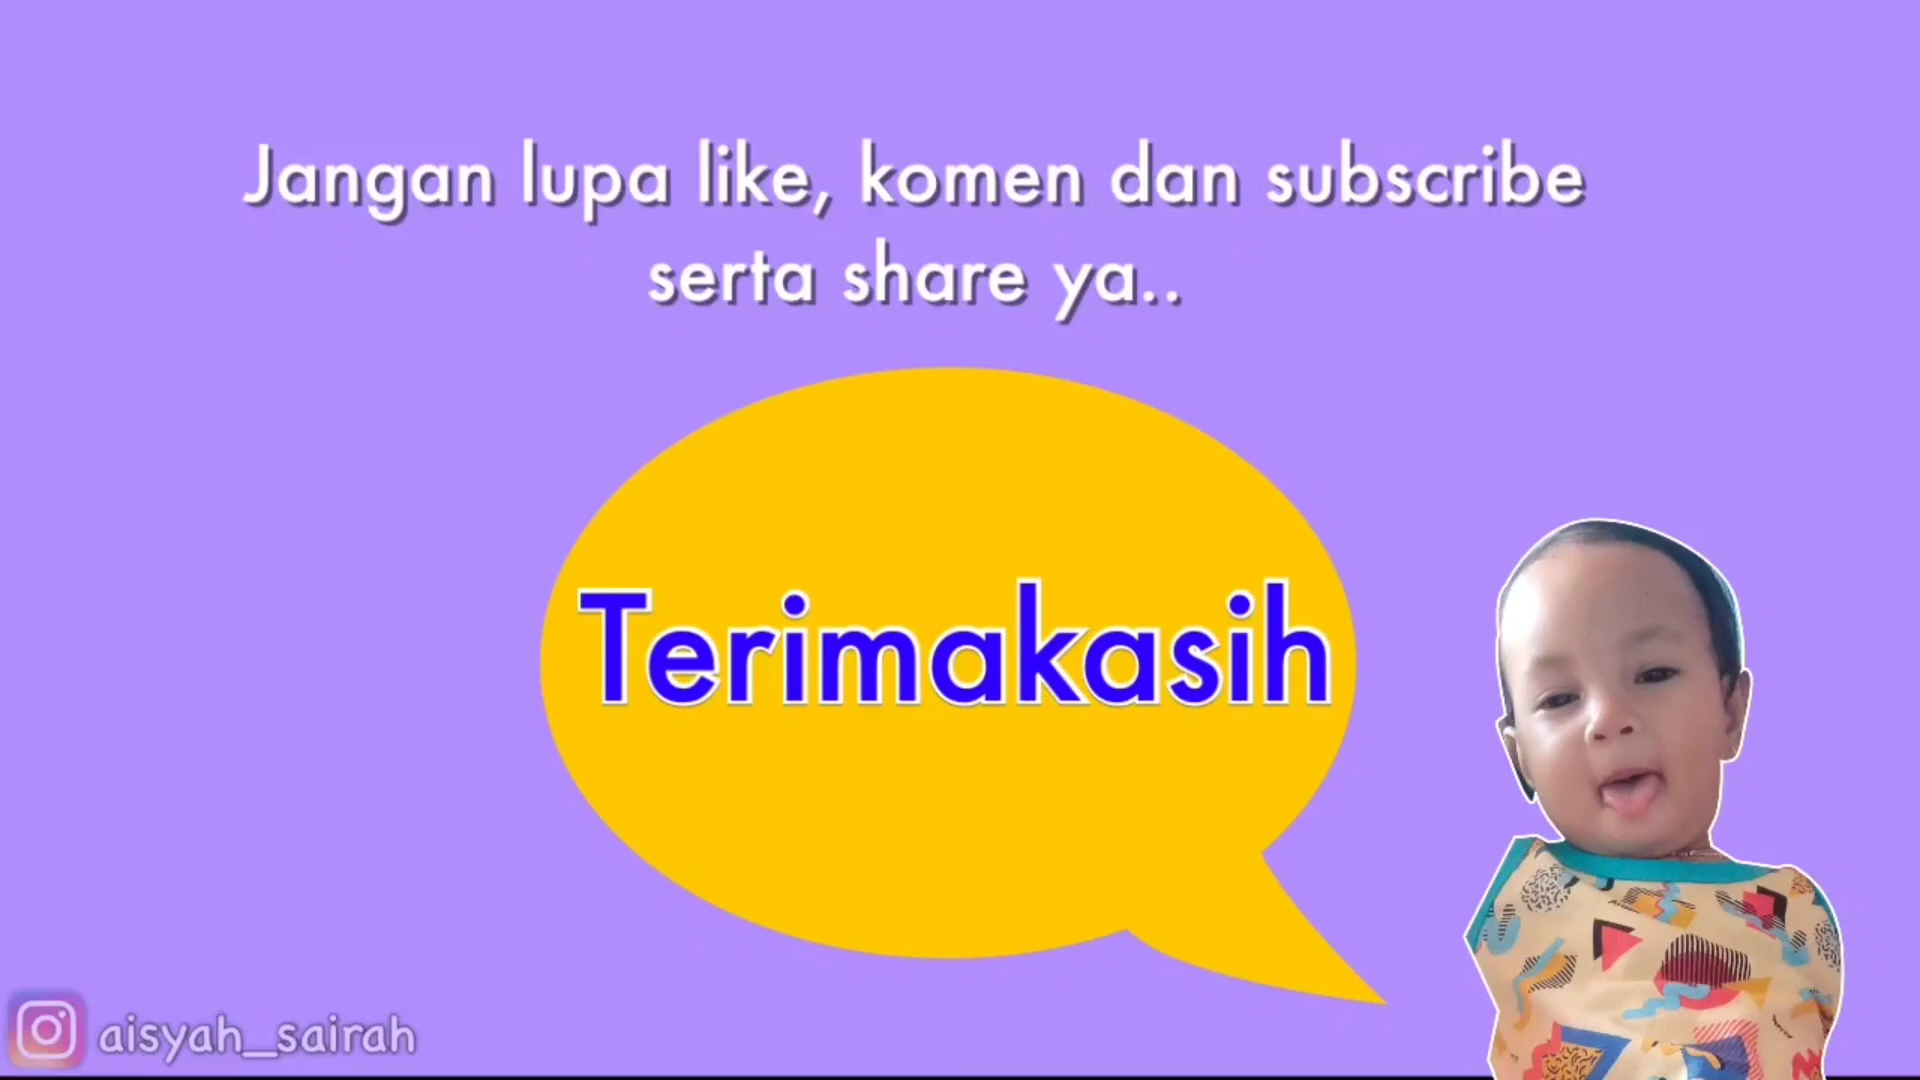 Jangan lupa like, komen dan subscribe
serta share ya..
Terimakasih
aisyah_sairah